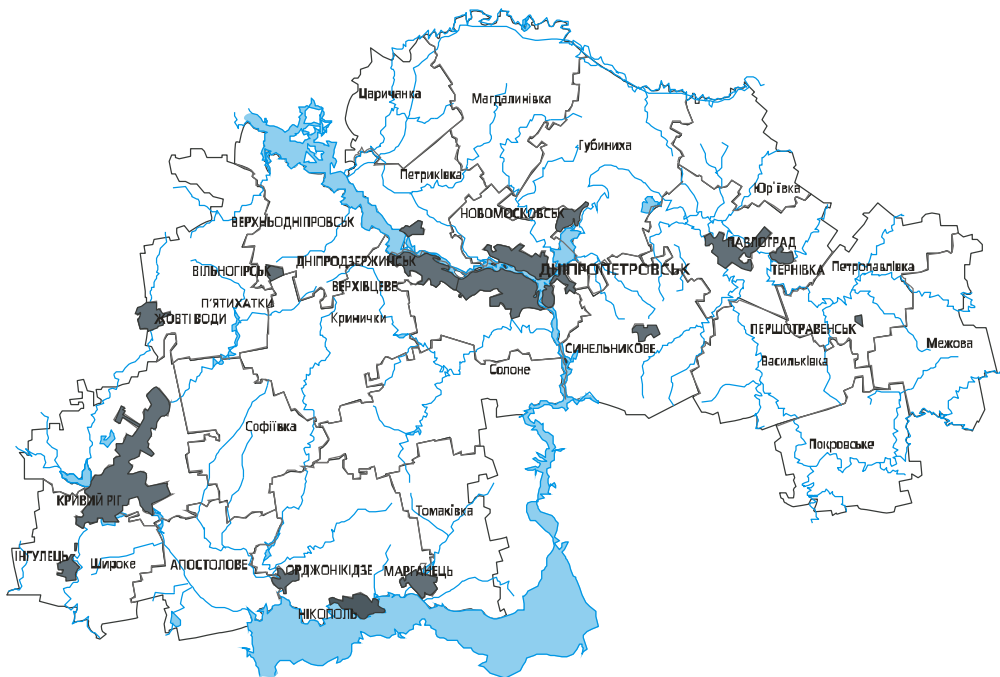 Царичанка
Магдалинівка
Губиниха
Петриківка
Юр'ївка
НОВОМОСКОВСЬК
ВЕРХНЬОДНІПРОВСЬК
ПАВЛОГРАД
ДНІПРОДЗЕРЖИНСЬК
ДНІПРОПЕТРОВСЬК
ТЕРНІВКА
Петропавлівка
ВІЛЬНОГІРСЬК
ВЕРХІВЦЕВЕ
П'ЯТИХАТКИ
ЖОВТІ ВОДИ
Кринички
ПЕРШОТРАВЕНСЬК
Межова
СИНЕЛЬНИКОВЕ
Васильківка
Солоне
Софіївка
Покровське
КРИВИЙ РІГ
Томаківка
ІНГУЛЕЦЬ
Широке
АПОСТОЛОВЕ
ОРДЖОНІКІДЗЕ
МАРГАНЕЦЬ
НІКОПОЛЬ